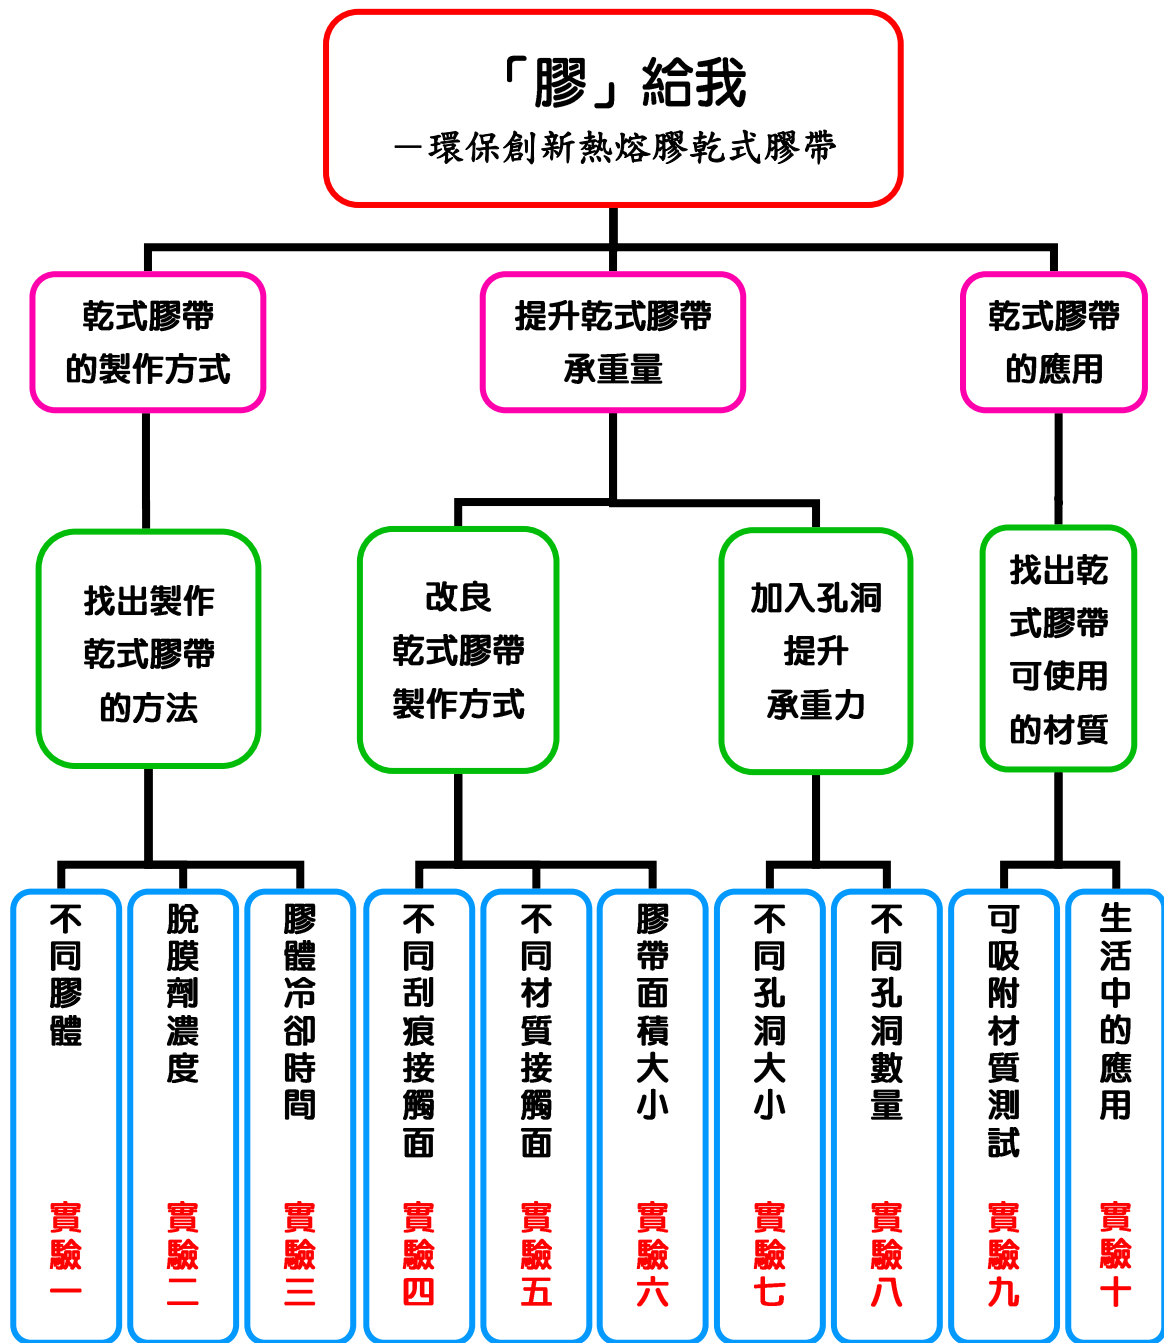 「膠」給我
－環保創新熱熔膠乾式膠帶
乾式膠帶
的製作方式
提升乾式膠帶
承重量
乾式膠帶
的應用
找出製作
乾式膠帶
的方法
改良
乾式膠帶
製作方式
加入孔洞
提升
承重力
找出乾
式膠帶
可使用
的材質
不同膠體 實驗一
脫膜劑濃度 實驗二
膠體冷卻時間 實驗三
不同刮痕接觸面 實驗四
不同材質接觸面 實驗五
膠帶面積大小 實驗六
不同孔洞大小 實驗七
不同孔洞數量 實驗八
可吸附材質測試 實驗九
生活中的應用 實驗十